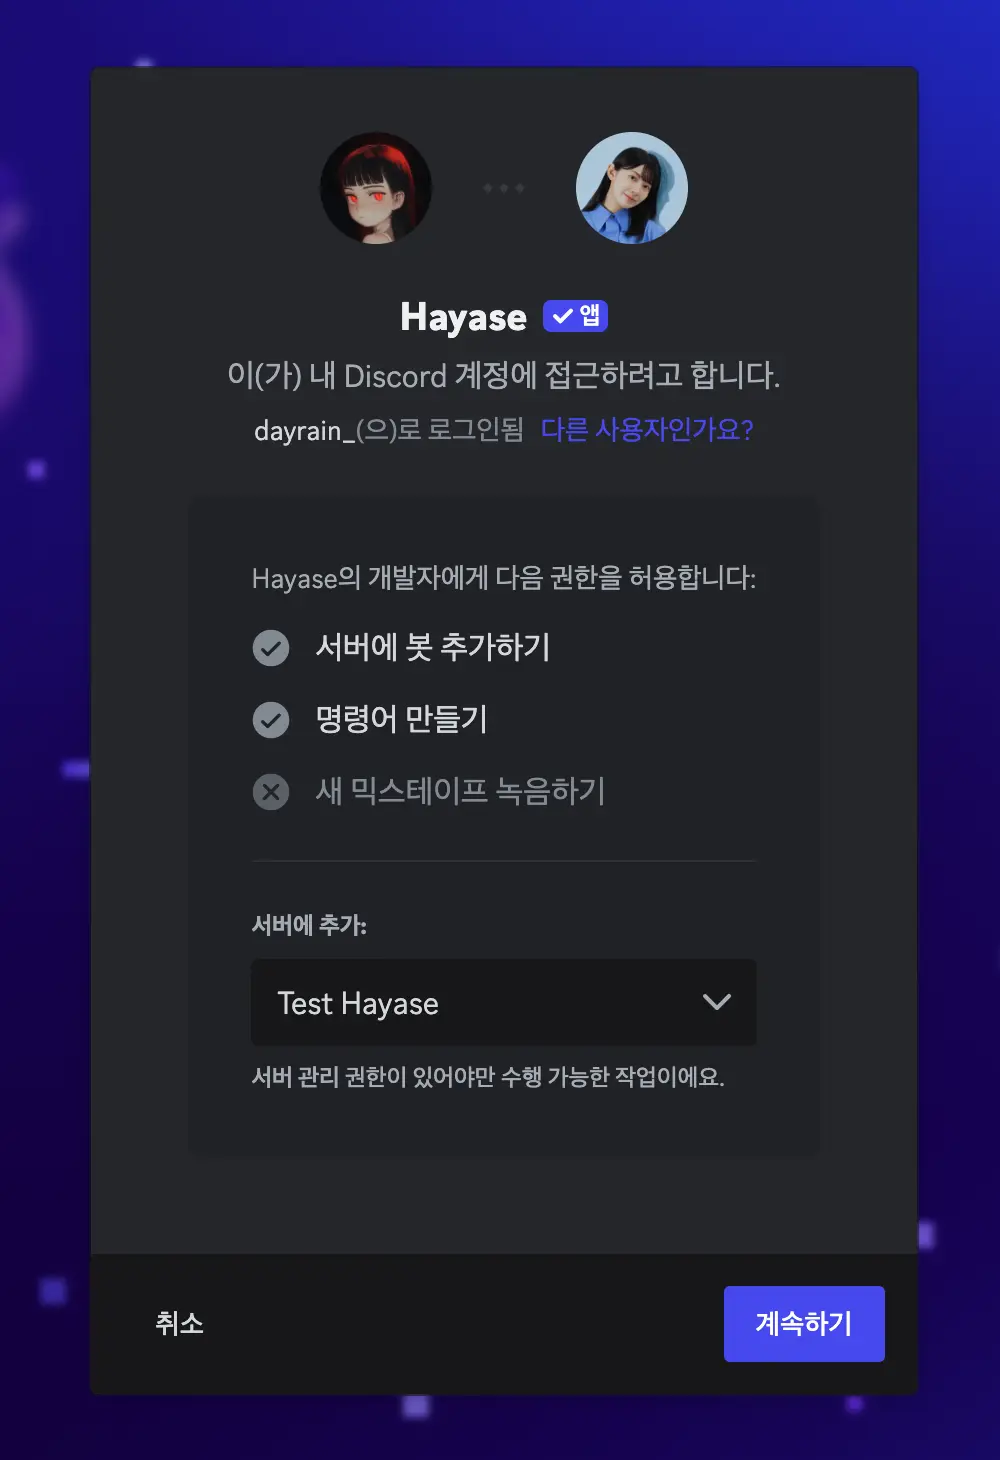 Hayase 앱
이(가) 내 Discord 계정에 접근하려고 합니다.
dayrain_(으)로 로그인됨 다른 사용자인가요?
Hayase의 개발자에게 다음 권한을 허용합니다:
서버에 봇 추가하기
명령어 만들기
새 믹스테이프 녹음하기
서버에 추가:
Test Hayase
서버 관리 권한이 있어야만 수행 가능한 작업이에요.
취소
계속하기